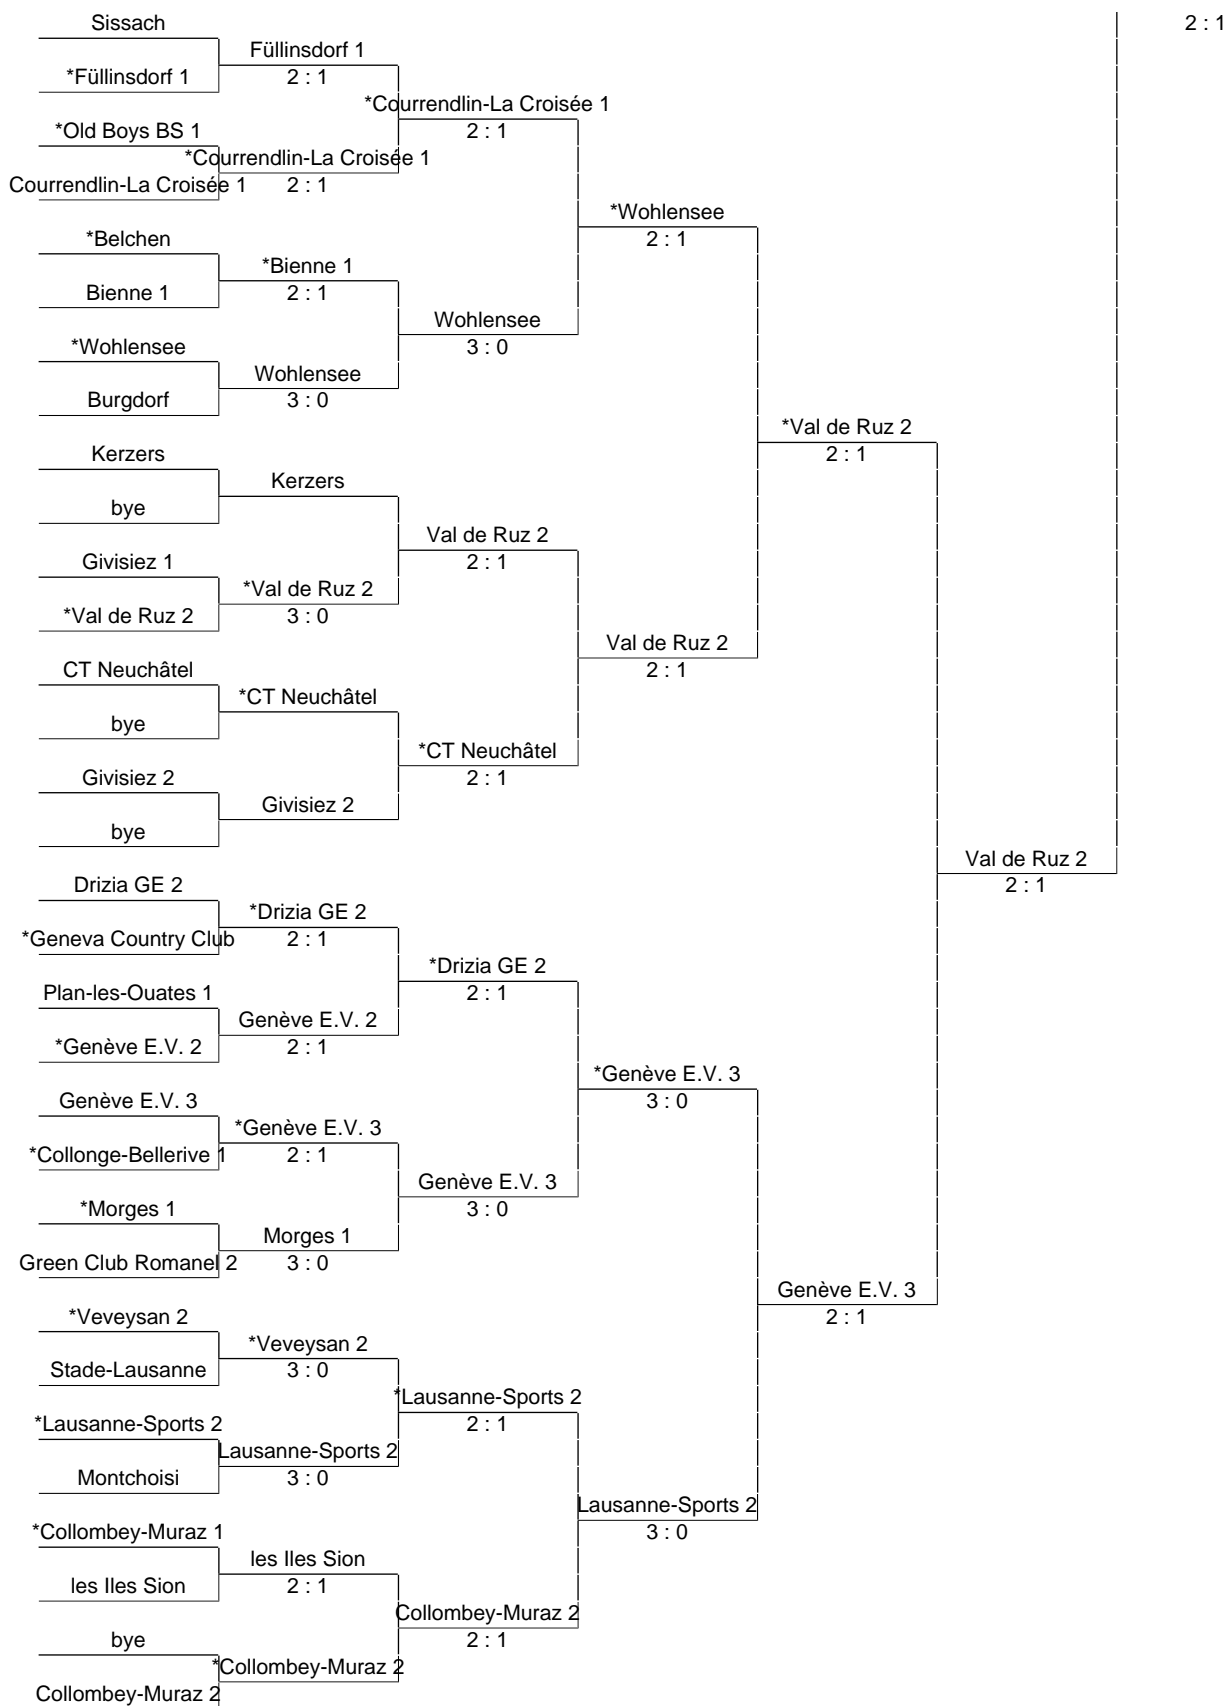 Sissach
2 : 1
Füllinsdorf 1
*Füllinsdorf 1
2 : 1
*Courrendlin-La Croisée 1
*Old Boys BS 1
2 : 1
*Courrendlin-La Croisée 1
Courrendlin-La Croisée 1
2 : 1
*Wohlensee
*Belchen
2 : 1
*Bienne 1
Bienne 1
2 : 1
Wohlensee
*Wohlensee
3 : 0
Wohlensee
Burgdorf
3 : 0
*Val de Ruz 2
Kerzers
2 : 1
Kerzers
bye
Val de Ruz 2
Givisiez 1
2 : 1
*Val de Ruz 2
*Val de Ruz 2
3 : 0
Val de Ruz 2
CT Neuchâtel
2 : 1
*CT Neuchâtel
bye
*CT Neuchâtel
Givisiez 2
2 : 1
Givisiez 2
bye
Val de Ruz 2
Drizia GE 2
2 : 1
*Drizia GE 2
*Geneva Country Club
2 : 1
*Drizia GE 2
Plan-les-Ouates 1
2 : 1
Genève E.V. 2
*Genève E.V. 2
2 : 1
*Genève E.V. 3
Genève E.V. 3
3 : 0
*Genève E.V. 3
*Collonge-Bellerive 1
2 : 1
Genève E.V. 3
*Morges 1
3 : 0
Morges 1
Green Club Romanel 2
3 : 0
Genève E.V. 3
*Veveysan 2
2 : 1
*Veveysan 2
Stade-Lausanne
3 : 0
*Lausanne-Sports 2
*Lausanne-Sports 2
2 : 1
Lausanne-Sports 2
Montchoisi
3 : 0
Lausanne-Sports 2
*Collombey-Muraz 1
3 : 0
les Iles Sion
les Iles Sion
2 : 1
Collombey-Muraz 2
bye
2 : 1
*Collombey-Muraz 2
Collombey-Muraz 2